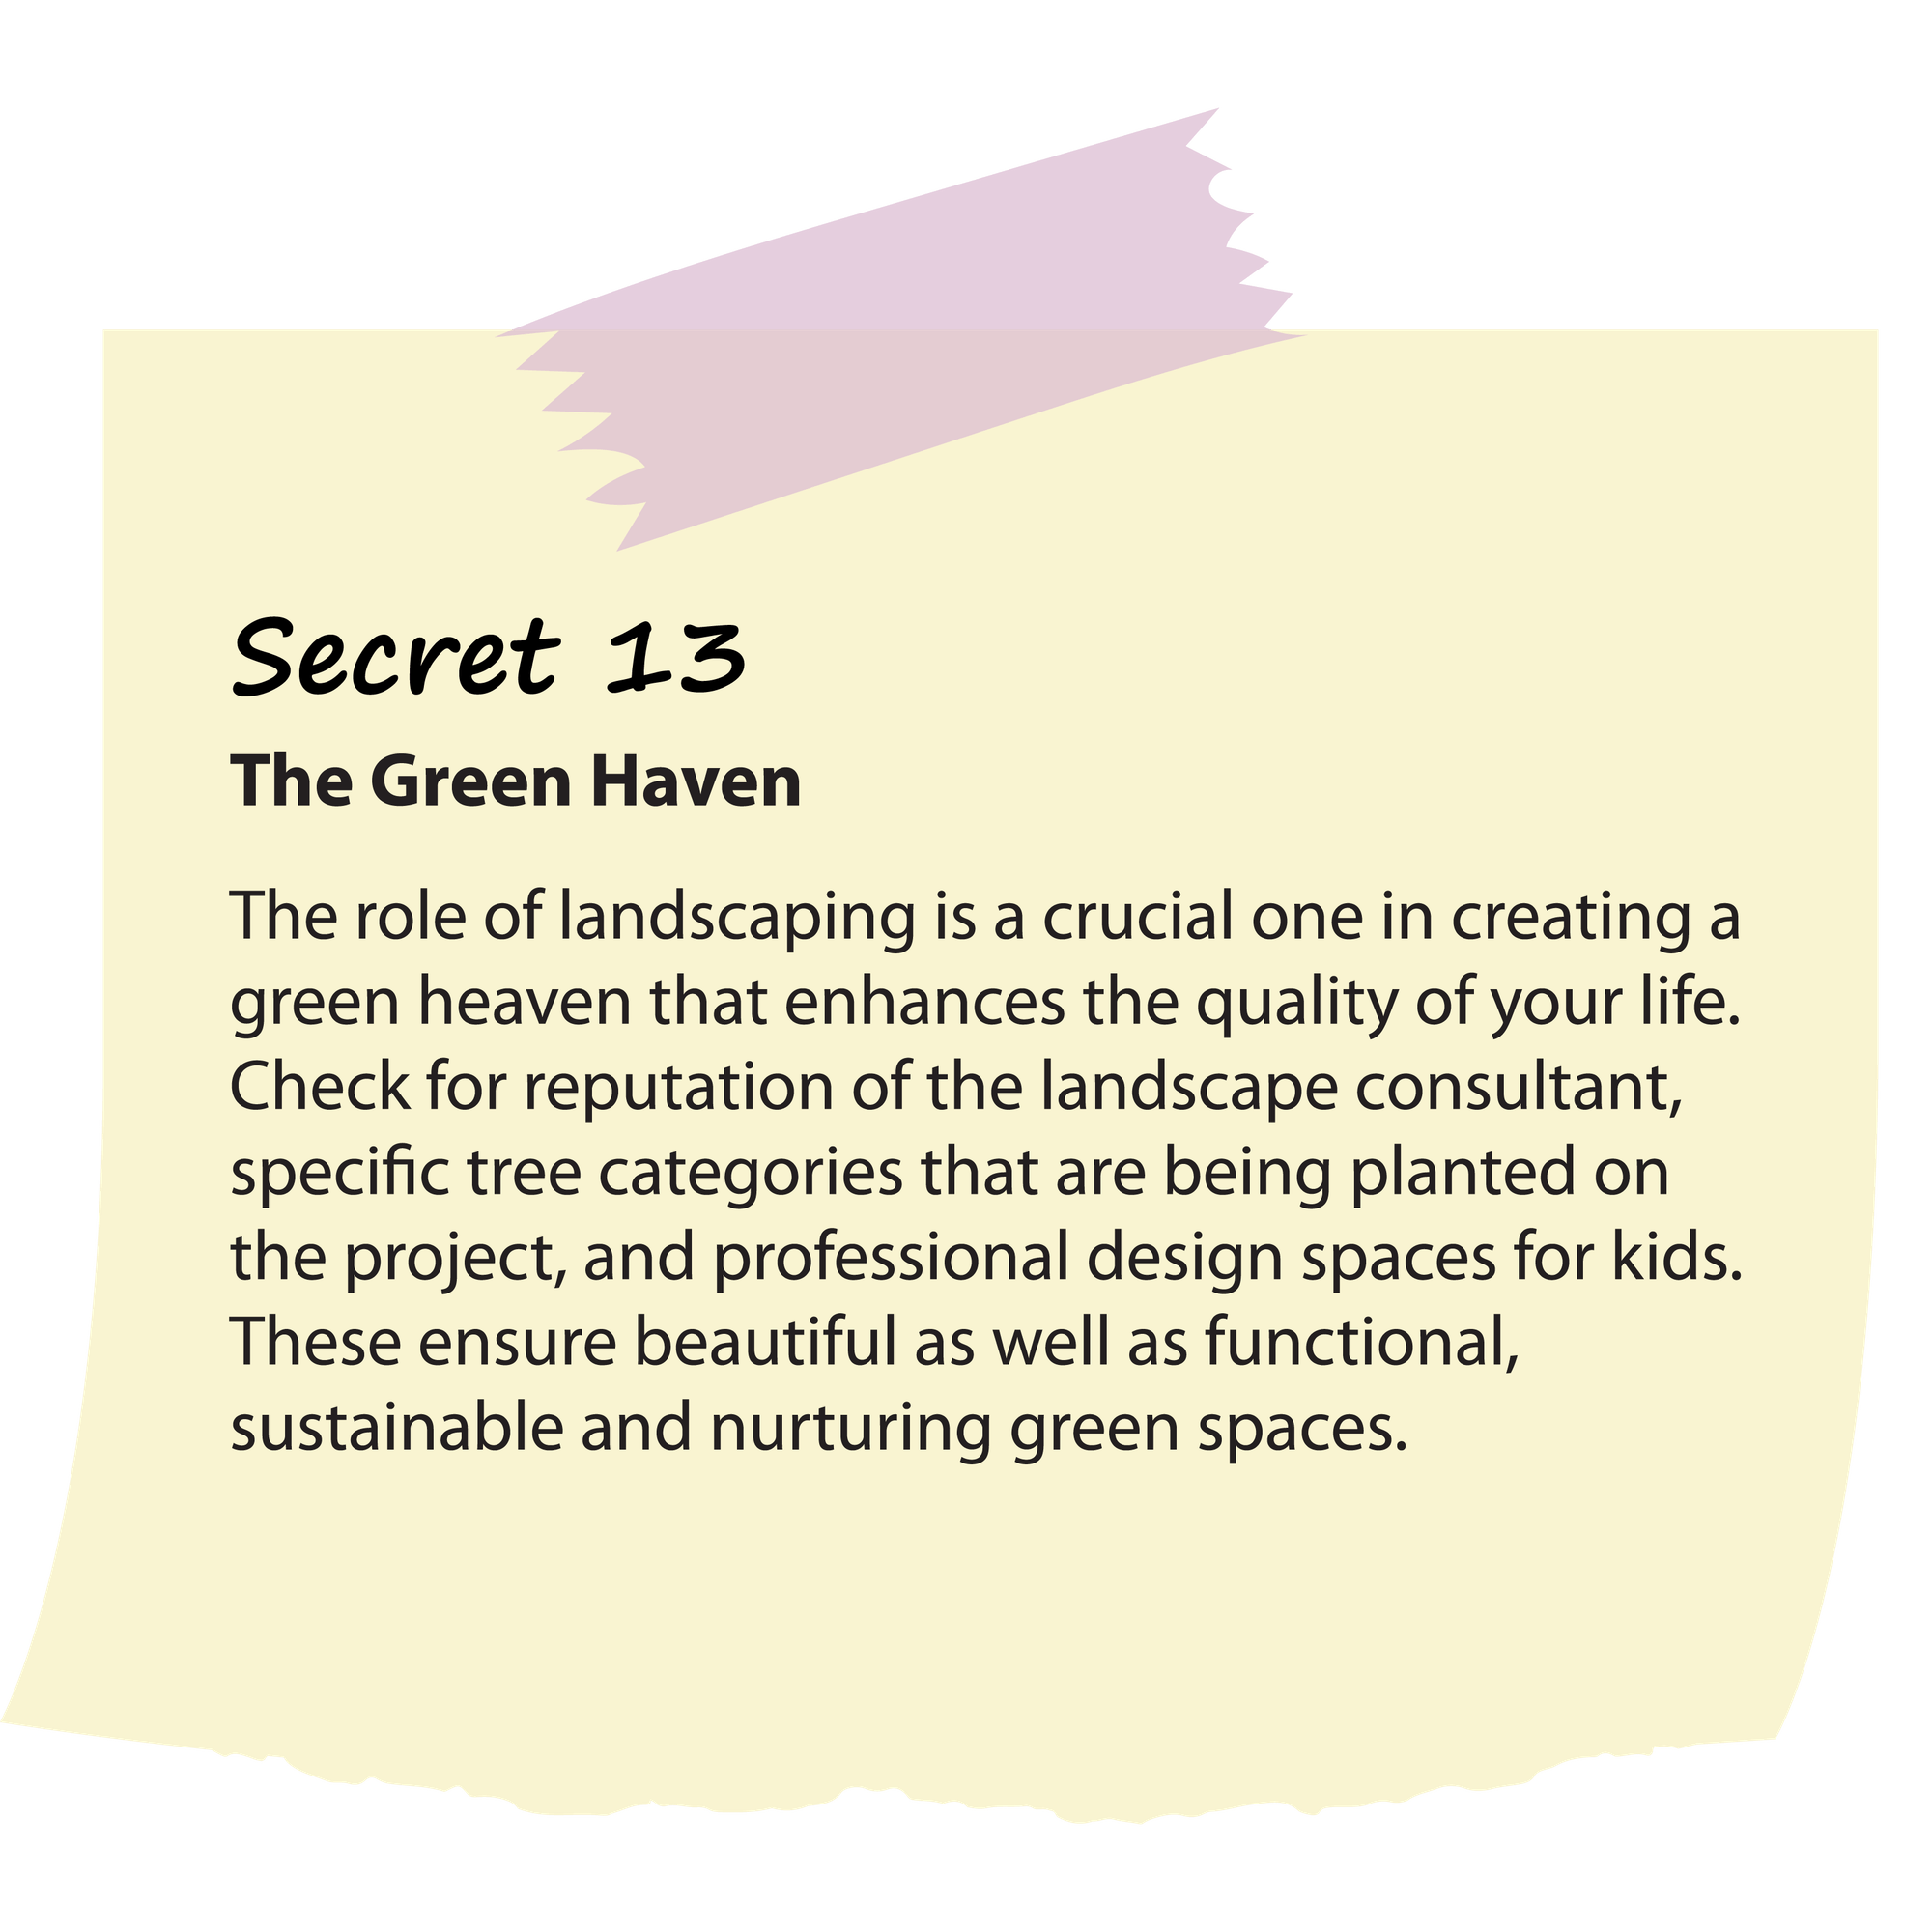 Secret 13
The Green Haven
The role of landscaping is a crucial one in creating a
green heaven that enhances the quality of your life.
Check for reputation of the landscape consultant,
specific tree categories that are being planted on
the project, and professional design spaces for kids.
These ensure beautiful as well as functional,
sustainable and nurturing green spaces.